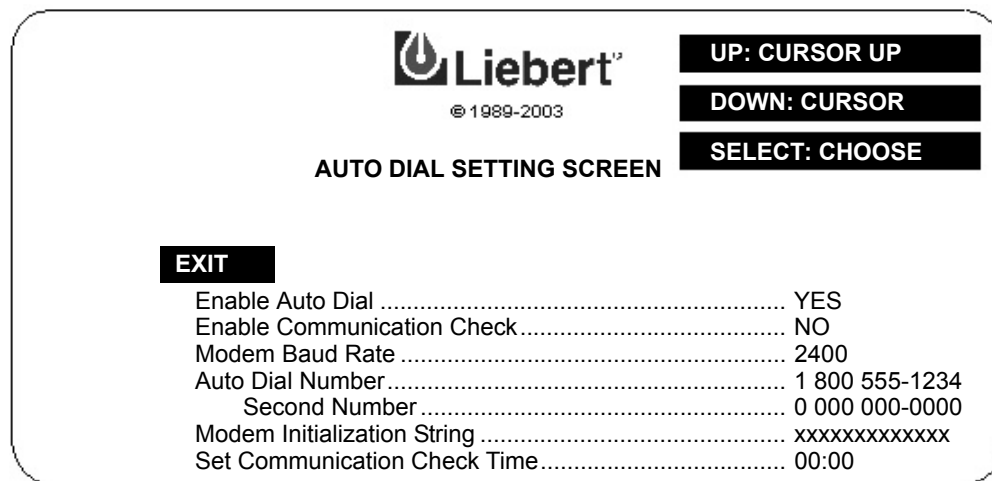 Liebert
© 1989-2003
UP: CURSOR UP
DOWN: CURSOR
SELECT: CHOOSE
AUTO DIAL SETTING SCREEN
EXIT
Enable Auto Dial ............................................................. YES
Enable Communication Check ........................................ NO
Modem Baud Rate .......................................................... 2400
Auto Dial Number ............................................................ 1 800 555-1234
Second Number ....................................................... 0 000 000-0000
Modem Initialization String .............................................. xxxxxxxxxxxxx
Set Communication Check Time ..................................... 00:00